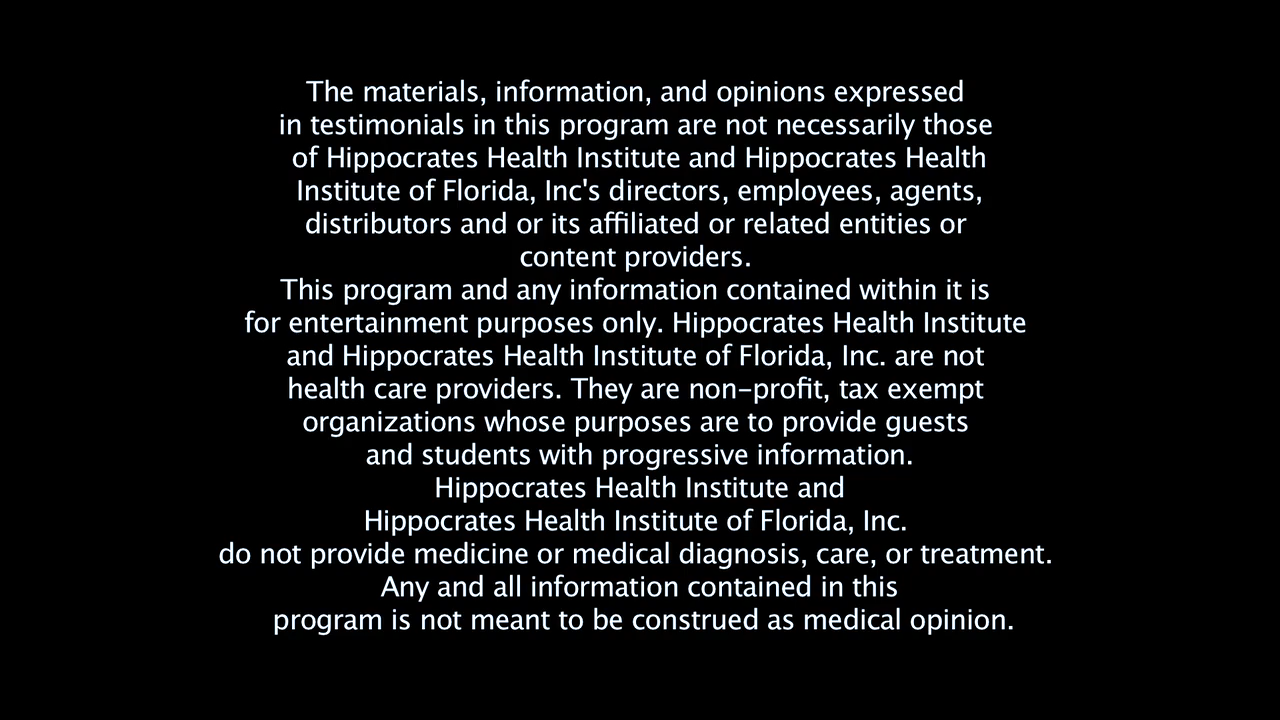 The materials, information, and opinions expressed
in testimonials in this program are not necessarily those
of Hippocrates Health Institute and Hippocrates Health
Institute of Florida, Inc's directors, employees, agents,
distributors and or its affiliated or related entities or
content providers.
This program and any information contained within it is
for entertainment purposes only. Hippocrates Health Institute
and Hippocrates Health Institute of Florida, Inc. are not
health care providers. They are non-profit, tax exempt
organizations whose purposes are to provide guests
and students with progressive information.
Hippocrates Health Institute and
Hippocrates Health Institute of Florida, Inc.
do not provide medicine or medical diagnosis, care, or treatment.
Any and all information contained in this
program is not meant to be construed as medical opinion.